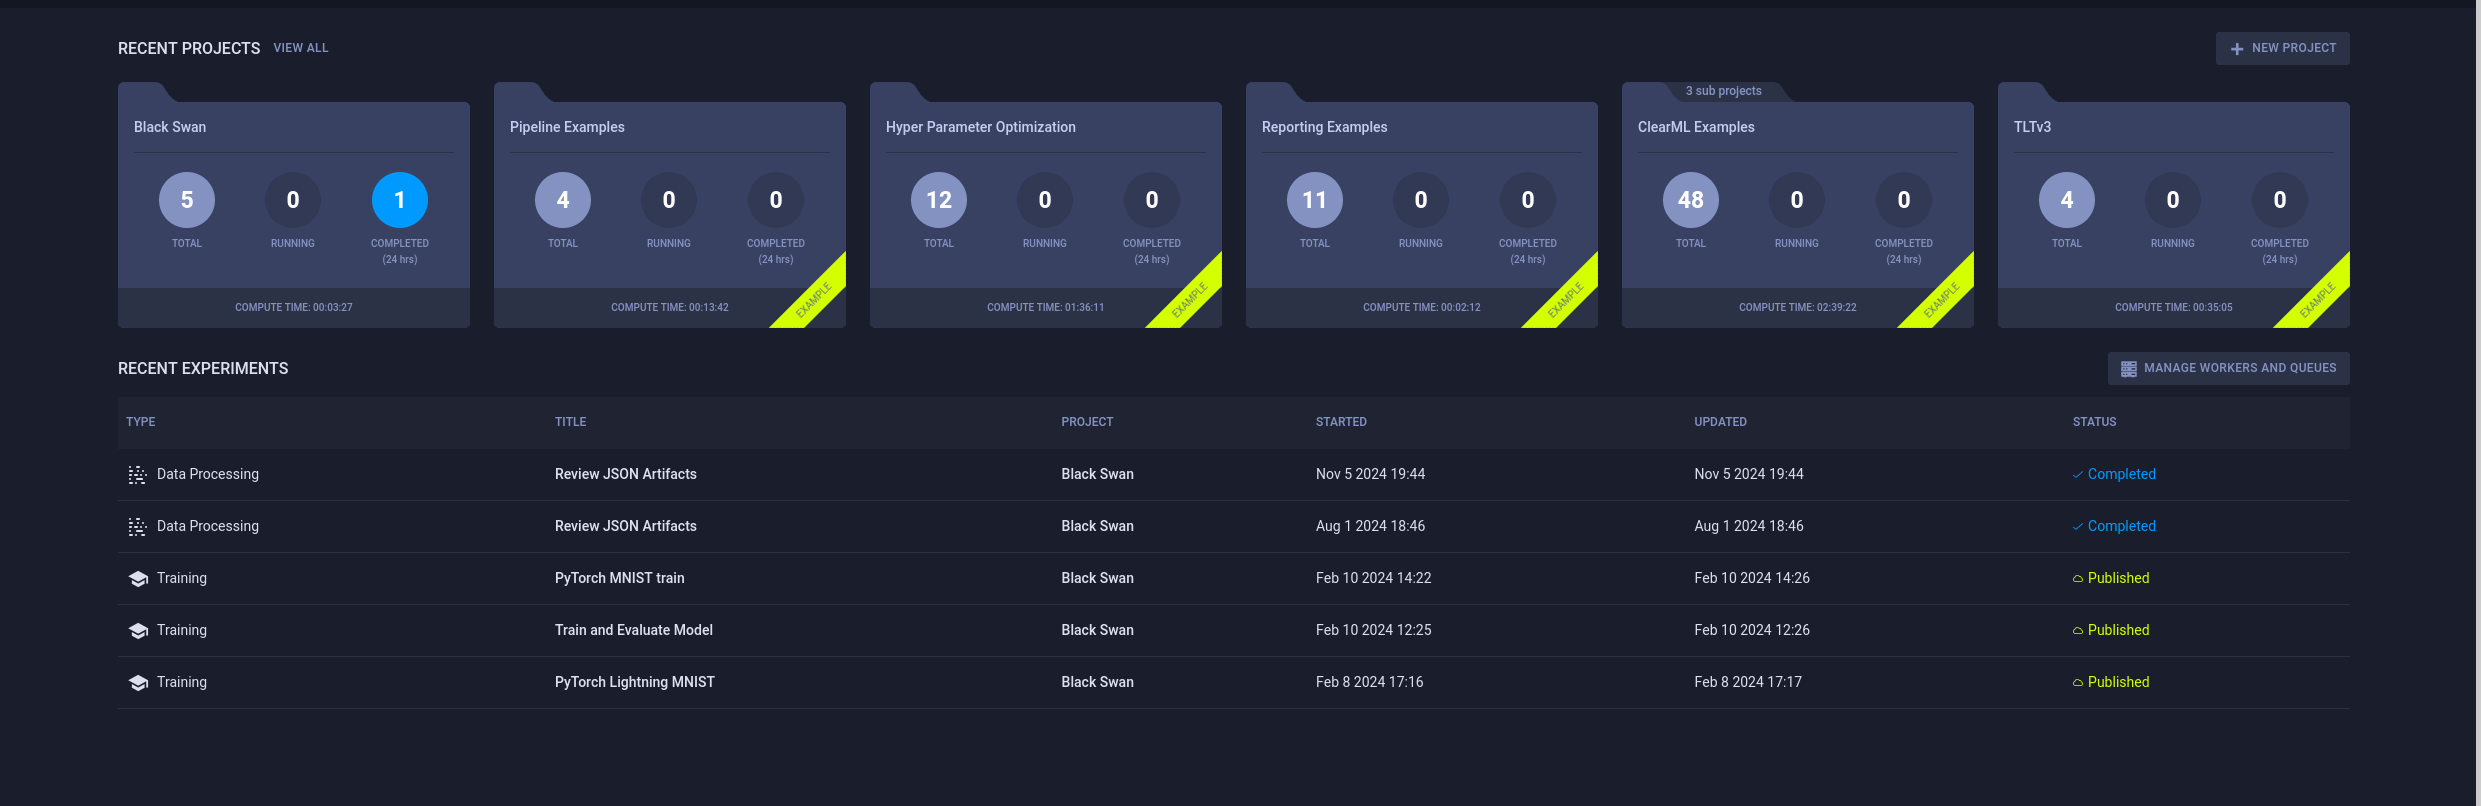 RECENT PROJECTS VIEW ALL
NEW PROJECT
3 sub projects
Black Swan
5 0 1
TOTAL RUNNING COMPLETED
(24 hrs)
COMPUTE TIME: 00:03:27
Pipeline Examples
4 0 0
TOTAL RUNNING COMPLETED
(24 hrs)
COMPUTE TIME: 00:13:42
EXAMPLE
Hyper Parameter Optimization
12 0 0
TOTAL RUNNING COMPLETED
(24 hrs)
COMPUTE TIME: 01:36:11
EXAMPLE
Reporting Examples
11 0 0
TOTAL RUNNING COMPLETED
(24 hrs)
COMPUTE TIME: 00:02:12
EXAMPLE
ClearML Examples
48 0 0
TOTAL RUNNING COMPLETED
(24 hrs)
COMPUTE TIME: 02:39:22
EXAMPLE
TLTv3
4 0 0
TOTAL RUNNING COMPLETED
(24 hrs)
COMPUTE TIME: 00:35:05
EXAMPLE
RECENT EXPERIMENTS
MANAGE WORKERS AND QUEUES
TYPE TITLE PROJECT STARTED UPDATED STATUS
Data Processing Review JSON Artifacts Black Swan Nov 5 2024 19:44 Nov 5 2024 19:44 Completed
Data Processing Review JSON Artifacts Black Swan Aug 1 2024 18:46 Aug 1 2024 18:46 Completed
Training PyTorch MNIST train Black Swan Feb 10 2024 14:22 Feb 10 2024 14:26 Published
Training Train and Evaluate Model Black Swan Feb 10 2024 12:25 Feb 10 2024 12:26 Published
Training PyTorch Lightning MNIST Black Swan Feb 8 2024 17:16 Feb 8 2024 17:17 Published